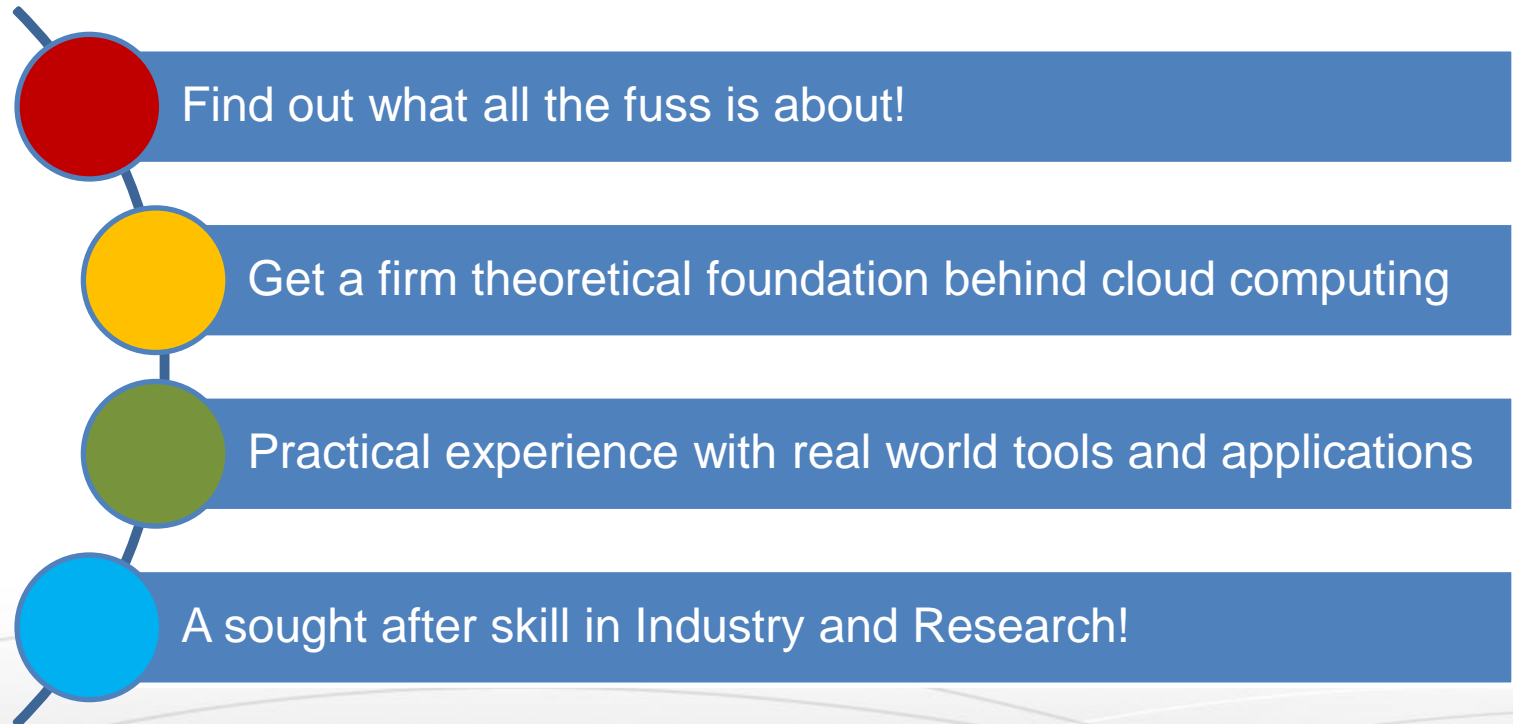 Find out what all the fuss is about!
Get a firm theoretical foundation behind cloud computing
Practical experience with real world tools and applications
A sought after skill in Industry and Research!